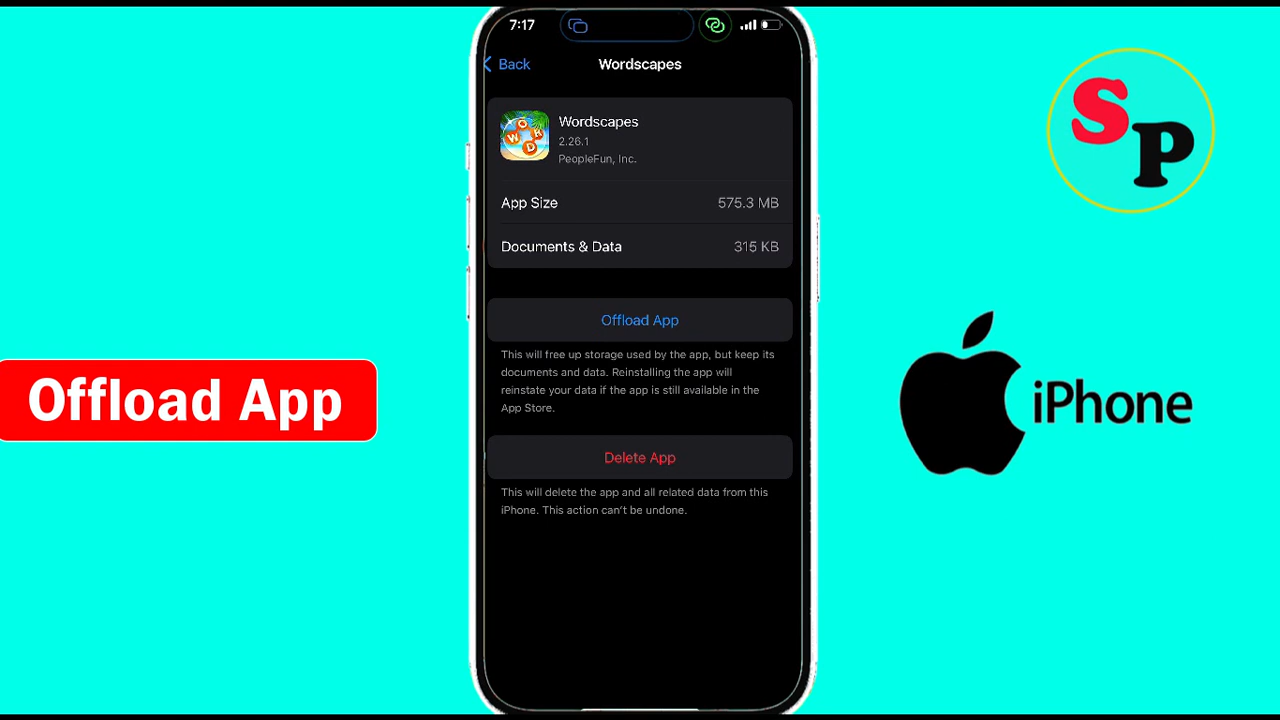 7:17
Back
Wordscapes
W O R D
Wordscapes
2.26.1
PeopleFun, Inc.
App Size
575.3 MB
Documents & Data
315 KB
Offload App
This will free up storage used by the app, but keep its
documents and data. Reinstalling the app will
reinstate your data if the app is still available in the
App Store.
Delete App
This will delete the app and all related data from this
iPhone. This action can't be undone.
Offload App
SP
iPhone